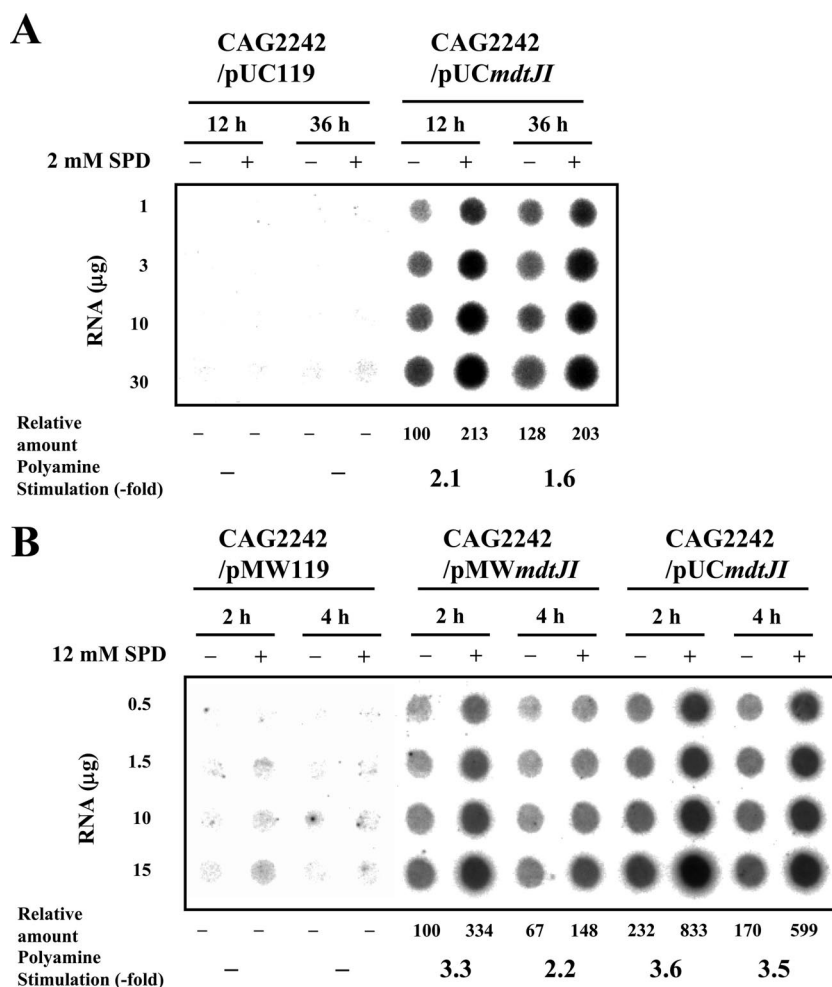 A
CAG2242 CAG2242
/pUC119 /pUCmdtJI
12 h 36 h 12 h 36 h
2 mM SPD – + – + – + – +
1
3
RNA (µg)
10
30
Relative
amount – – – – 100 213 128 203
Polyamine
Stimulation (-fold) – – 2.1 1.6
B
CAG2242 CAG2242 CAG2242
/pMW119 /pMWmdtJI /pUCmdtJI
2 h 4 h 2 h 4 h 2 h 4 h
12 mM SPD – + – + – + – + – + – +
0.5
1.5
RNA (µg)
10
15
Relative
amount – – – – 100 334 67 148 232 833 170 599
Polyamine
Stimulation (-fold) – – 3.3 2.2 3.6 3.5